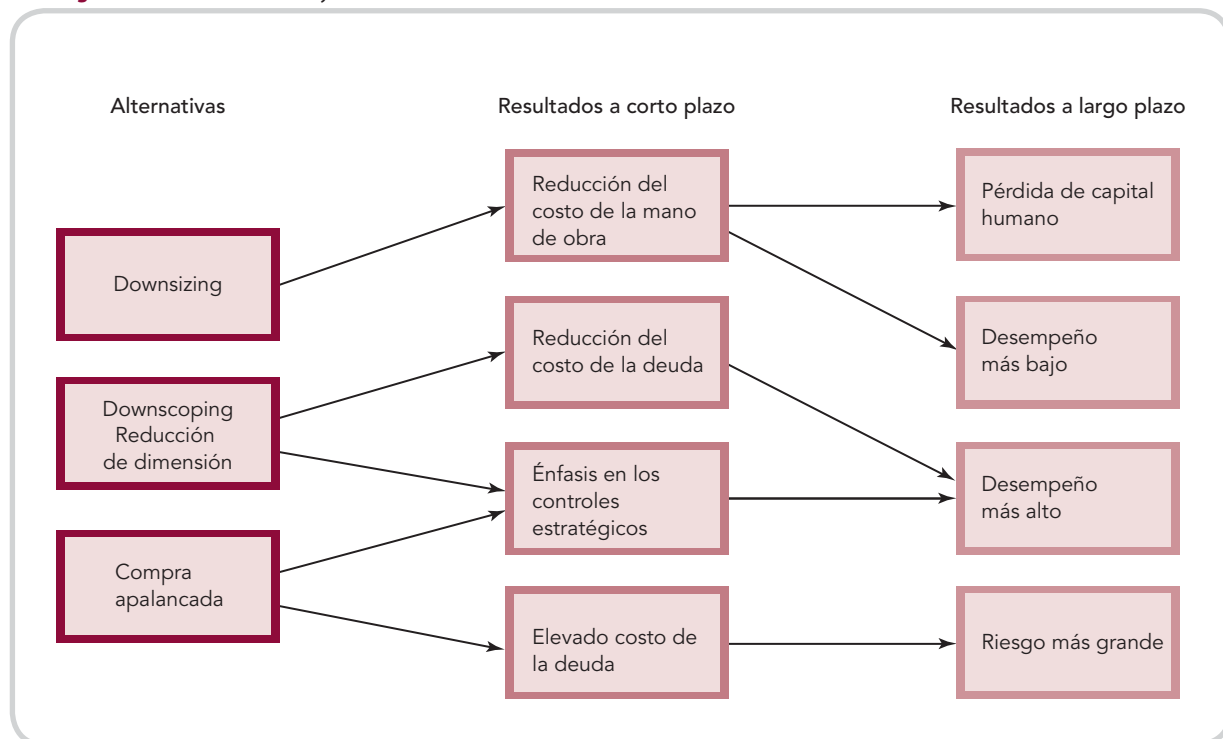 Alternativas
Resultados a corto plazo
Resultados a largo plazo
Downsizing
Downscoping
Reducción
de dimensión
Compra
apalancada
Reducción del
costo de la mano
de obra
Reducción del
costo de la deuda
Énfasis en los
controles
estratégicos
Elevado costo de
la deuda
Pérdida de capital
humano
Desempeño
más bajo
Desempeño
más alto
Riesgo más grande